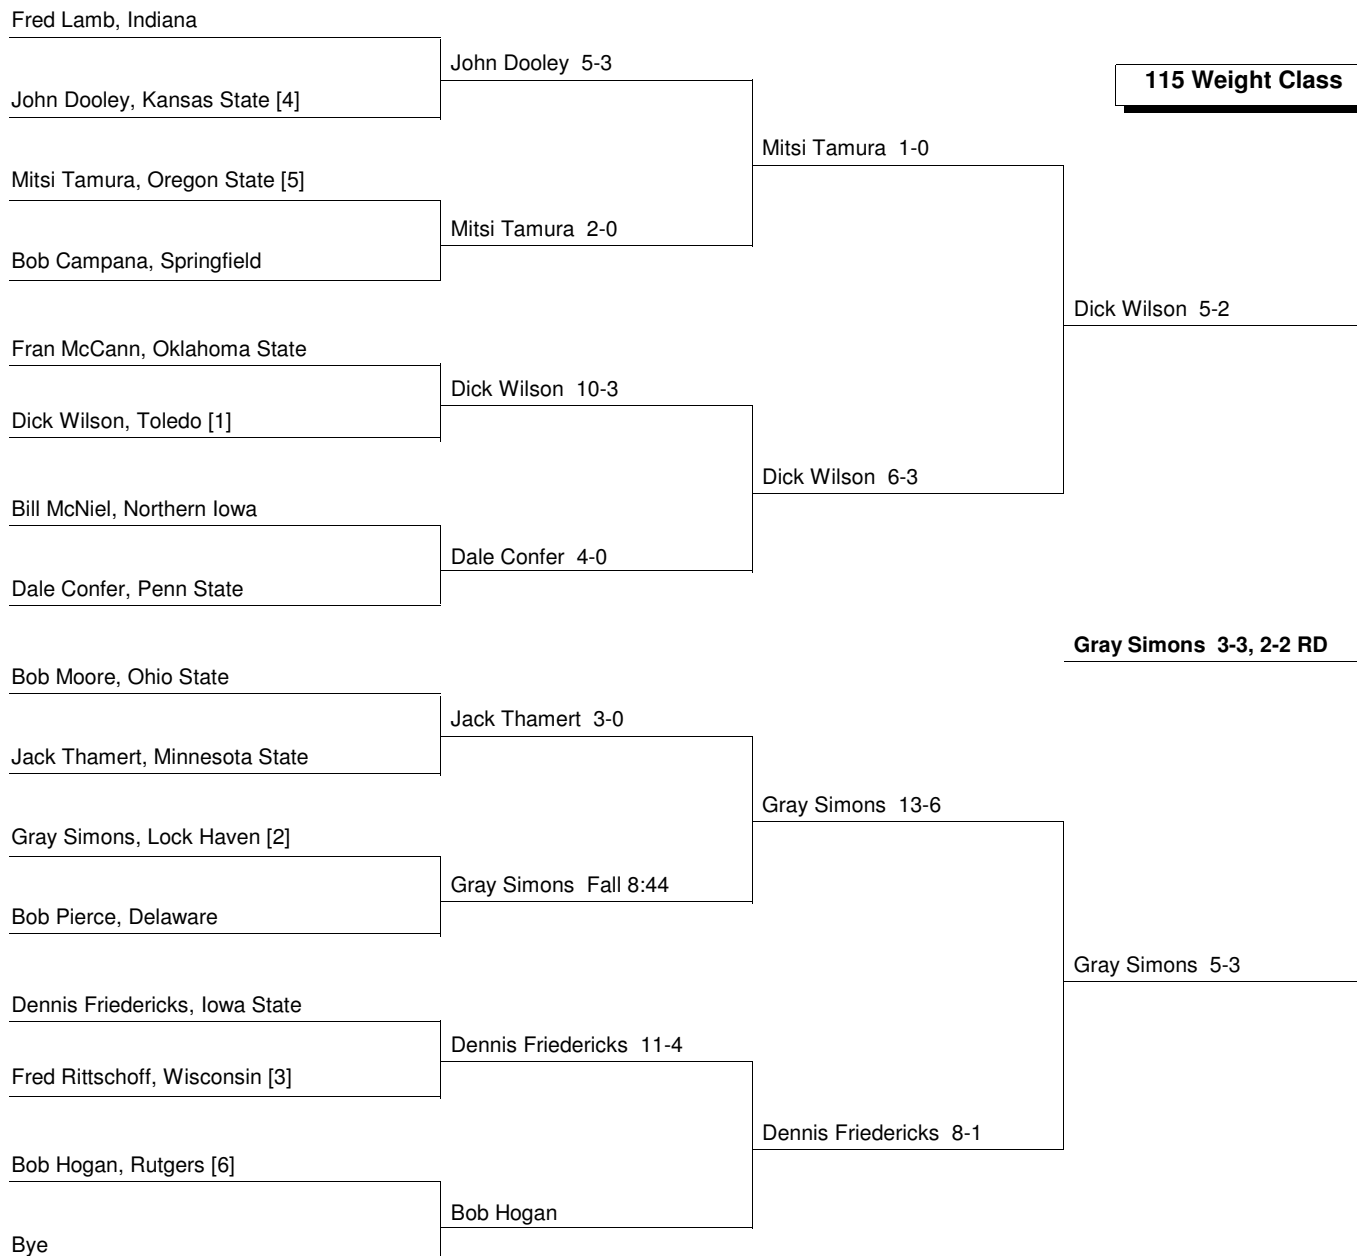 Fred Lamb, Indiana
John Dooley 5-3
115 Weight Class
John Dooley, Kansas State [4]
Mitsi Tamura 1-0
Mitsi Tamura, Oregon State [5]
Mitsi Tamura 2-0
Bob Campana, Springfield
Dick Wilson 5-2
Fran McCann, Oklahoma State
Dick Wilson 10-3
Dick Wilson, Toledo [1]
Dick Wilson 6-3
Bill McNiel, Northern Iowa
Dale Confer 4-0
Dale Confer, Penn State
Gray Simons 3-3, 2-2 RD
Bob Moore, Ohio State
Jack Thamert 3-0
Jack Thamert, Minnesota State
Gray Simons 13-6
Gray Simons, Lock Haven [2]
Gray Simons Fall 8:44
Bob Pierce, Delaware
Gray Simons 5-3
Dennis Friedericks, Iowa State
Dennis Friedericks 11-4
Fred Rittschoff, Wisconsin [3]
Dennis Friedericks 8-1
Bob Hogan, Rutgers [6]
Bob Hogan
Bye